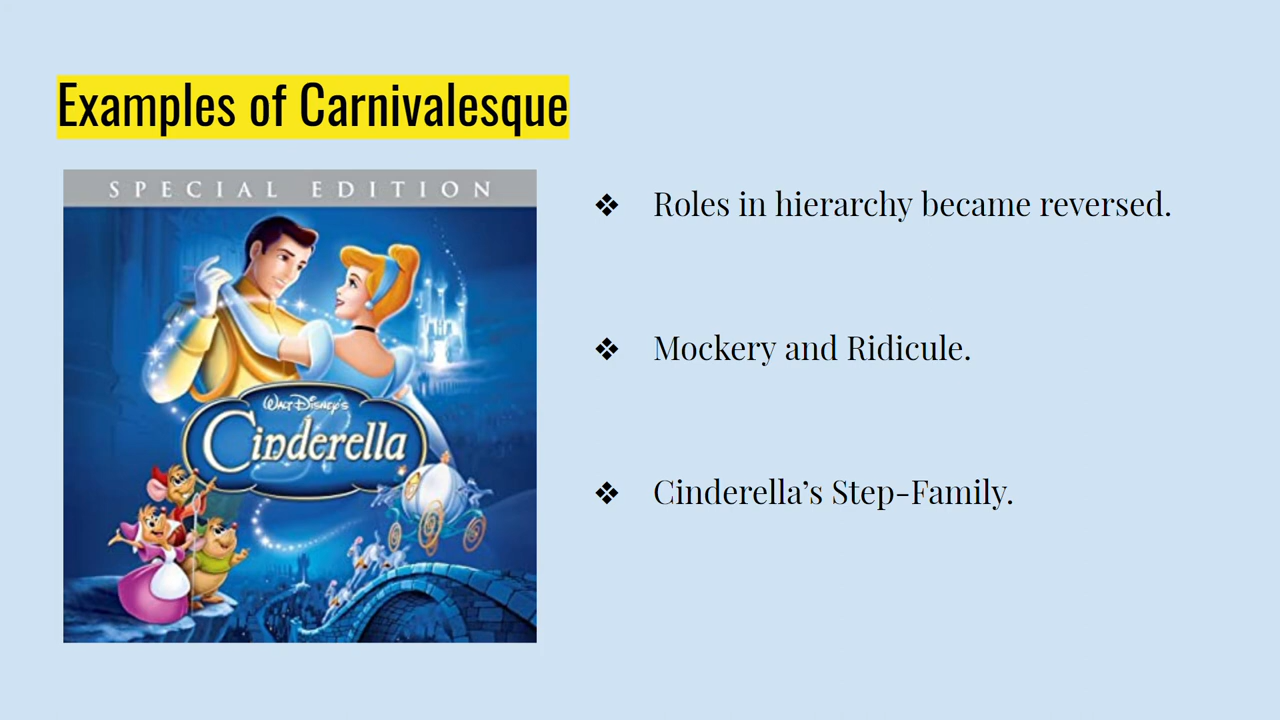 Examples of Carnivalesque
SPECIAL EDITION
WALT DISNEY'S
Cinderella
❖ Roles in hierarchy became reversed.
❖ Mockery and Ridicule.
❖ Cinderella’s Step-Family.